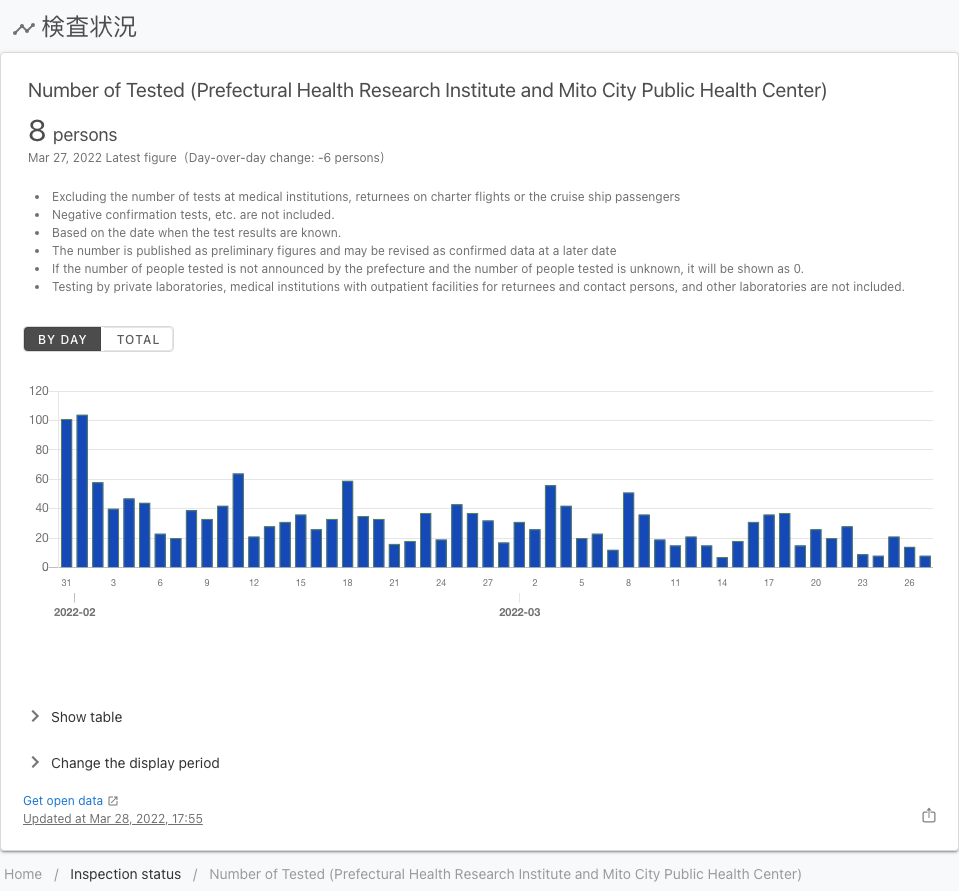 検査状況
Number of Tested (Prefectural Health Research Institute and Mito City Public Health Center)
8 persons
Mar 27, 2022 Latest figure (Day-over-day change: -6 persons)
• Excluding the number of tests at medical institutions, returnees on charter flights or the cruise ship passengers
• Negative confirmation tests, etc. are not included.
• Based on the date when the test results are known.
• The number is published as preliminary figures and may be revised as confirmed data at a later date
• If the number of people tested is not announced by the prefecture and the number of people tested is unknown, it will be shown as 0.
• Testing by private laboratories, medical institutions with outpatient facilities for returnees and contact persons, and other laboratories are not included.
BY DAY TOTAL
120
100
80
60
40
20
0
31 3 6 9 12 15 18 21 24 27 2 5 8 11 14 17 20 23 26
2022-02 2022-03
Show table
Change the display period
Get open data
Updated at Mar 28, 2022, 17:55
Home / Inspection status / Number of Tested (Prefectural Health Research Institute and Mito City Public Health Center)